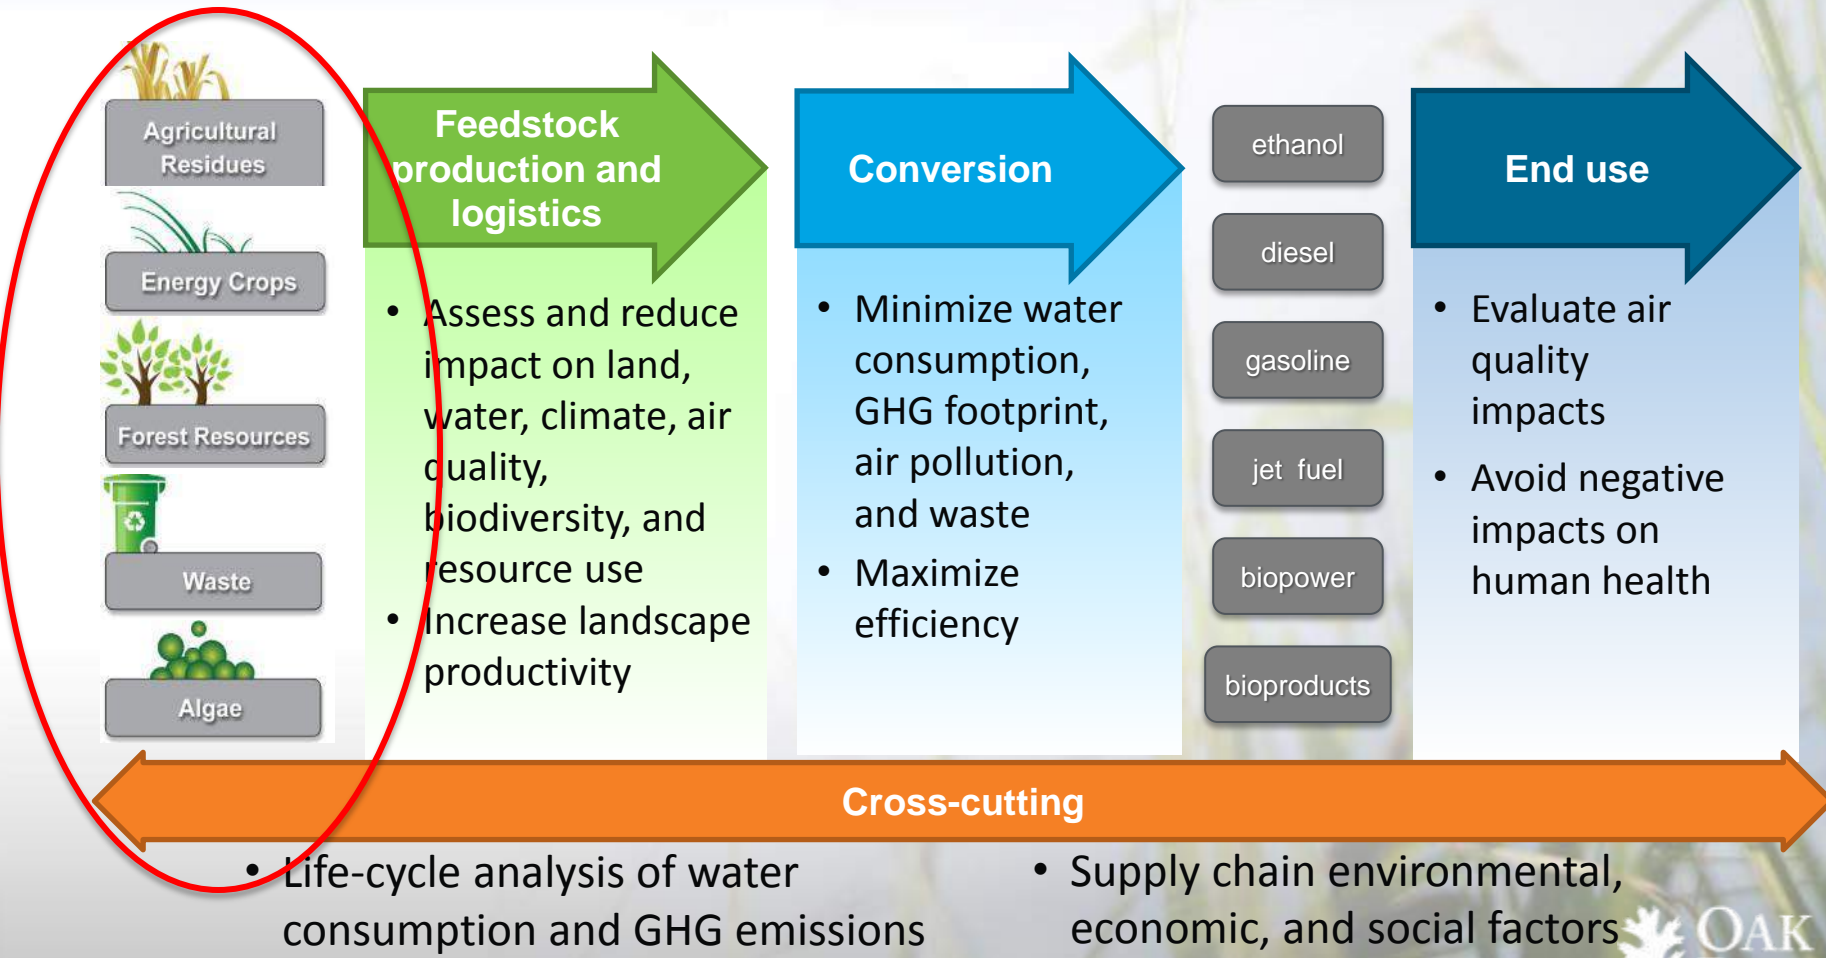 Agricultural
Residues
Energy Crops
Forest Resources
Waste
Algae
Feedstock
production and
logistics
• Assess and reduce
impact on land,
water, climate, air
quality,
biodiversity, and
resource use
• Increase landscape
productivity
Conversion
• Minimize water
consumption,
GHG footprint,
air pollution,
and waste
• Maximize
efficiency
ethanol
diesel
gasoline
jet fuel
biopower
bioproducts
End use
• Evaluate air
quality
impacts
• Avoid negative
impacts on
human health
Cross-cutting
• Life-cycle analysis of water
consumption and GHG emissions
• Supply chain environmental,
economic, and social factors
OAK